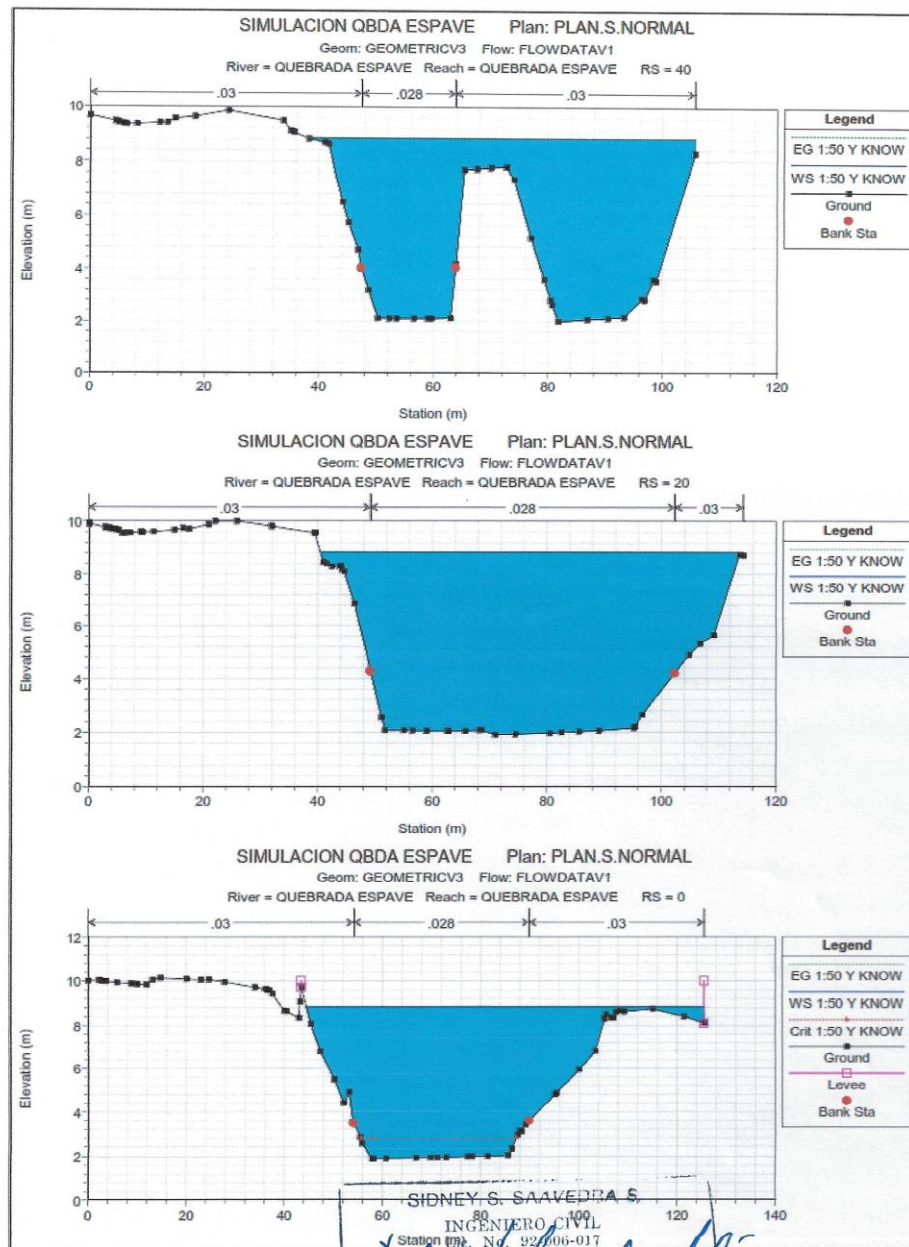 SIMULACION QBDA ESPAVE Plan: PLAN.S.NORMAL
Geom: GEOMETRICV3 Flow: FLOWDATAV1
River = QUEBRADA ESPAVE Reach = QUEBRADA ESPAVE RS = 40
.03 .028 .03
Elevation (m)
10
8
6
4
2
0
0 20 40 60 80 100 120
Station (m)
Legend
EG 1:50 Y KNOW
WS 1:50 Y KNOW
Ground
Bank Sta
SIMULACION QBDA ESPAVE Plan: PLAN.S.NORMAL
Geom: GEOMETRICV3 Flow: FLOWDATAV1
River = QUEBRADA ESPAVE Reach = QUEBRADA ESPAVE RS = 20
.03 .028 .03
Elevation (m)
10
8
6
4
2
0
0 20 40 60 80 100 120
Station (m)
Legend
EG 1:50 Y KNOW
WS 1:50 Y KNOW
Ground
Bank Sta
SIMULACION QBDA ESPAVE Plan: PLAN.S.NORMAL
Geom: GEOMETRICV3 Flow: FLOWDATAV1
River = QUEBRADA ESPAVE Reach = QUEBRADA ESPAVE RS = 0
.03 .028 .03
Elevation (m)
12
10
8
6
4
2
0
0 20 40 60 80 100 120 140
Station (m)
Legend
EG 1:50 Y KNOW
WS 1:50 Y KNOW
Crit 1:50 Y KNOW
Ground
Levee
Bank Sta
SIDNEY S. SAAVEDRA S.
INGENIERO CIVIL
No. 92-006-017